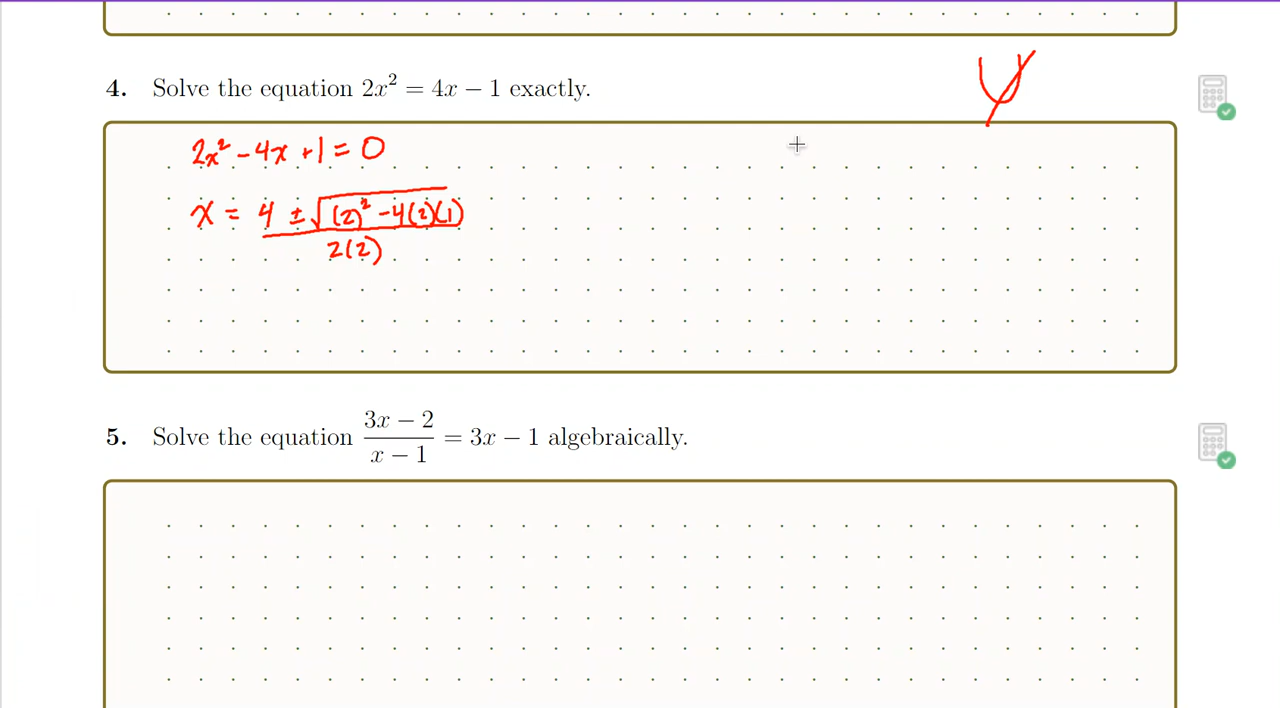 4. Solve the equation 2x² = 4x − 1 exactly.
2x² - 4x + 1 = 0
x = (4 ± √((2)² - 4(2)(1))) / 2(2)
5. Solve the equation (3x − 2)/(x − 1) = 3x − 1 algebraically.